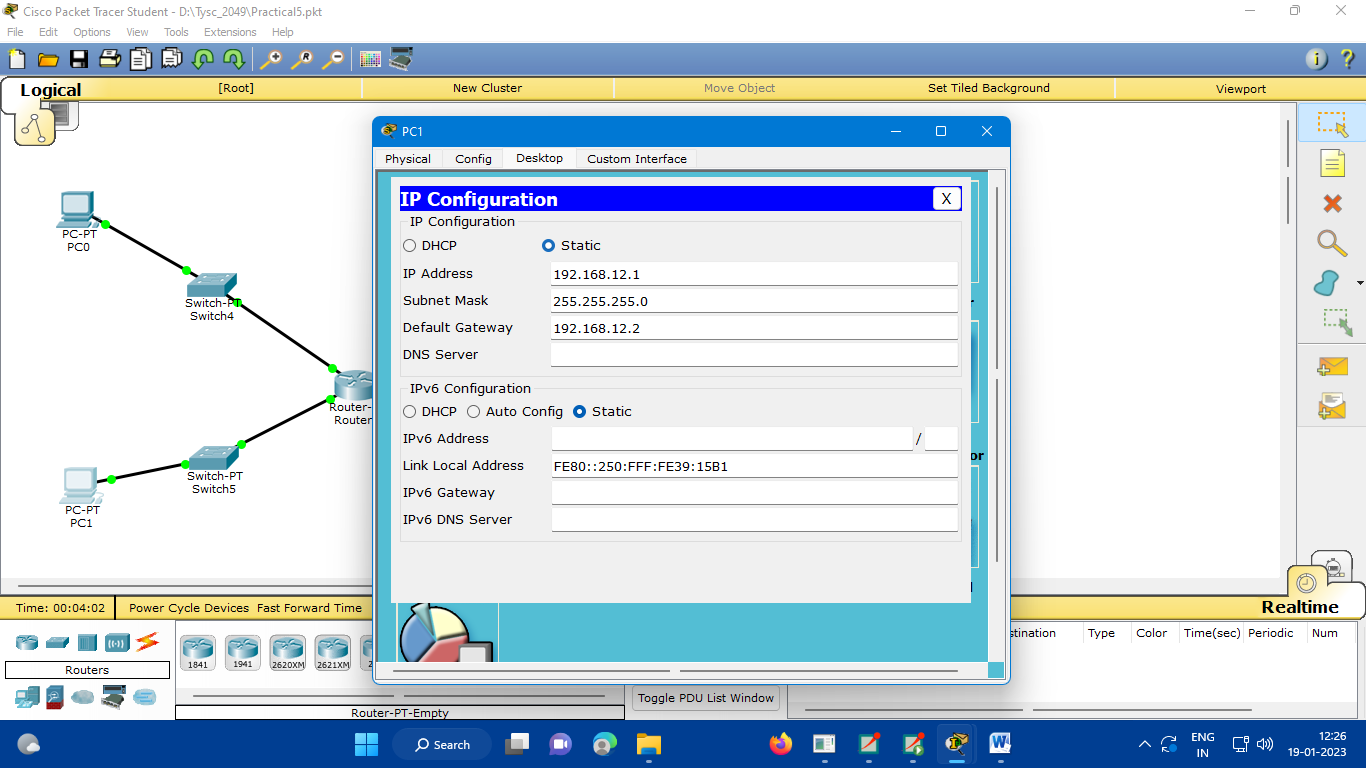 Cisco Packet Tracer Student - D:\Tysc_2049\Practical5.pkt
File Edit Options View Tools Extensions Help
Logical [Root] New Cluster Move Object Set Tiled Background Viewport
PC-PT
PC0
Switch-PT
Switch4
Router-
Router
Switch-PT
Switch5
PC-PT
PC1
PC1
Physical Config Desktop Custom Interface
IP Configuration X
IP Configuration
DHCP Static
IP Address 192.168.12.1
Subnet Mask 255.255.255.0
Default Gateway 192.168.12.2
DNS Server
IPv6 Configuration
DHCP Auto Config Static
IPv6 Address /
Link Local Address FE80::250:FFF:FE39:15B1
IPv6 Gateway
IPv6 DNS Server
or
Time: 00:04:02 Power Cycle Devices Fast Forward Time
Realtime
Routers
1841 1941 2620XM 2621XM 2
Router-PT-Empty
Toggle PDU List Window
stination Type Color Time(sec) Periodic Num
Search
ENG
IN
12:26
19-01-2023